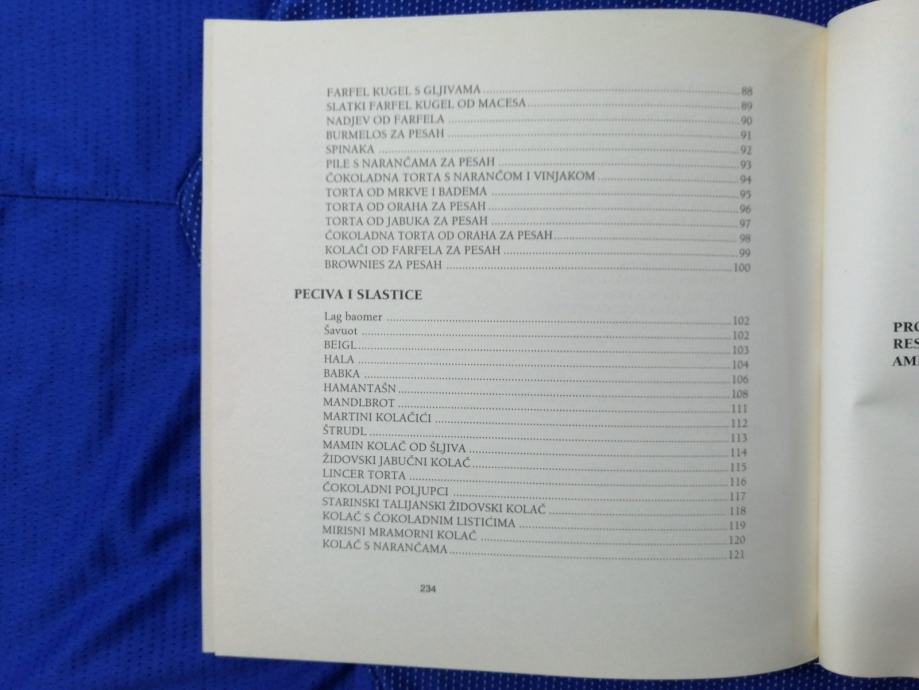 FARFEL KUGEL S GLJIVAMA ........ 88
SLATKI FARFEL KUGEL OD MACESA ........ 89
NADJEV OD FARFELA ........ 90
BURMELOS ZA PESAH ........ 91
SPINAKA ........ 92
PILE S NARANČAMA ZA PESAH ........ 93
ČOKOLADNA TORTA S NARANČOM I VINJAKOM ........ 94
TORTA OD MRKVE I BADEMA ........ 95
TORTA OD ORAHA ZA PESAH ........ 96
TORTA OD JABUKA ZA PESAH ........ 97
ČOKOLADNA TORTA OD ORAHA ZA PESAH ........ 98
KOLAČI OD FARFELA ZA PESAH ........ 99
BROWNIES ZA PESAH ........ 100
PECIVA I SLASTICE
Lag baomer ........ 102
Šavuot ........ 102
BEIGL ........ 103
HALA ........ 104
BABKA ........ 106
HAMANTAŠN ........ 108
MANDLBROT ........ 111
MARTINI KOLAČIĆI ........ 112
ŠTRUDL ........ 113
MAMIN KOLAČ OD ŠLJIVA ........ 114
ŽIDOVSKI JABUČNI KOLAČ ........ 115
LINCER TORTA ........ 116
ČOKOLADNI POLJUPCI ........ 117
STARINSKI TALIJANSKI ŽIDOVSKI KOLAČ ........ 118
KOLAČ S ČOKOLADNIM LISTIĆIMA ........ 119
MIRISNI MRAMORNI KOLAČ ........ 120
KOLAČ S NARANČAMA ........ 121
234